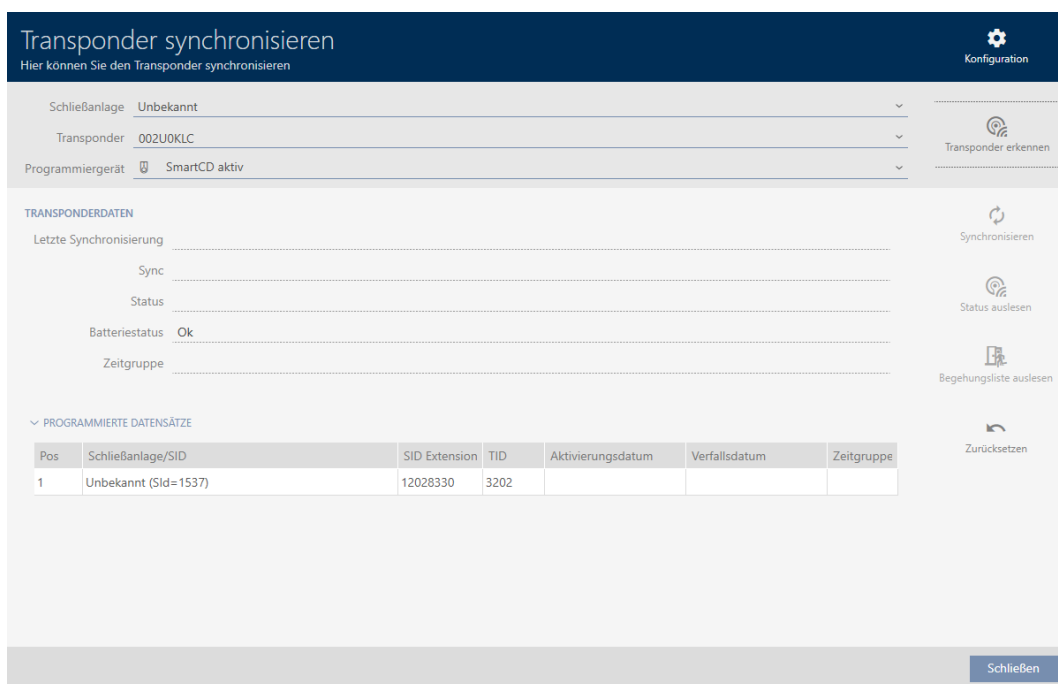 Transponder synchronisieren
Hier können Sie den Transponder synchronisieren
Konfiguration
Schließanlage Unbekannt
Transponder 002U0KLC
Programmiergerät SmartCD aktiv
Transponder erkennen
TRANSPONDERDATEN
Letzte Synchronisierung
Sync
Status
Batteriestatus Ok
Zeitgruppe
Synchronisieren
Status auslesen
Begehungsliste auslesen
Zurücksetzen
PROGRAMMIERTE DATENSÄTZE
Pos Schließanlage/SID SID Extension TID Aktivierungsdatum Verfallsdatum Zeitgruppe
1 Unbekannt (SId=1537) 12028330 3202
Schließen